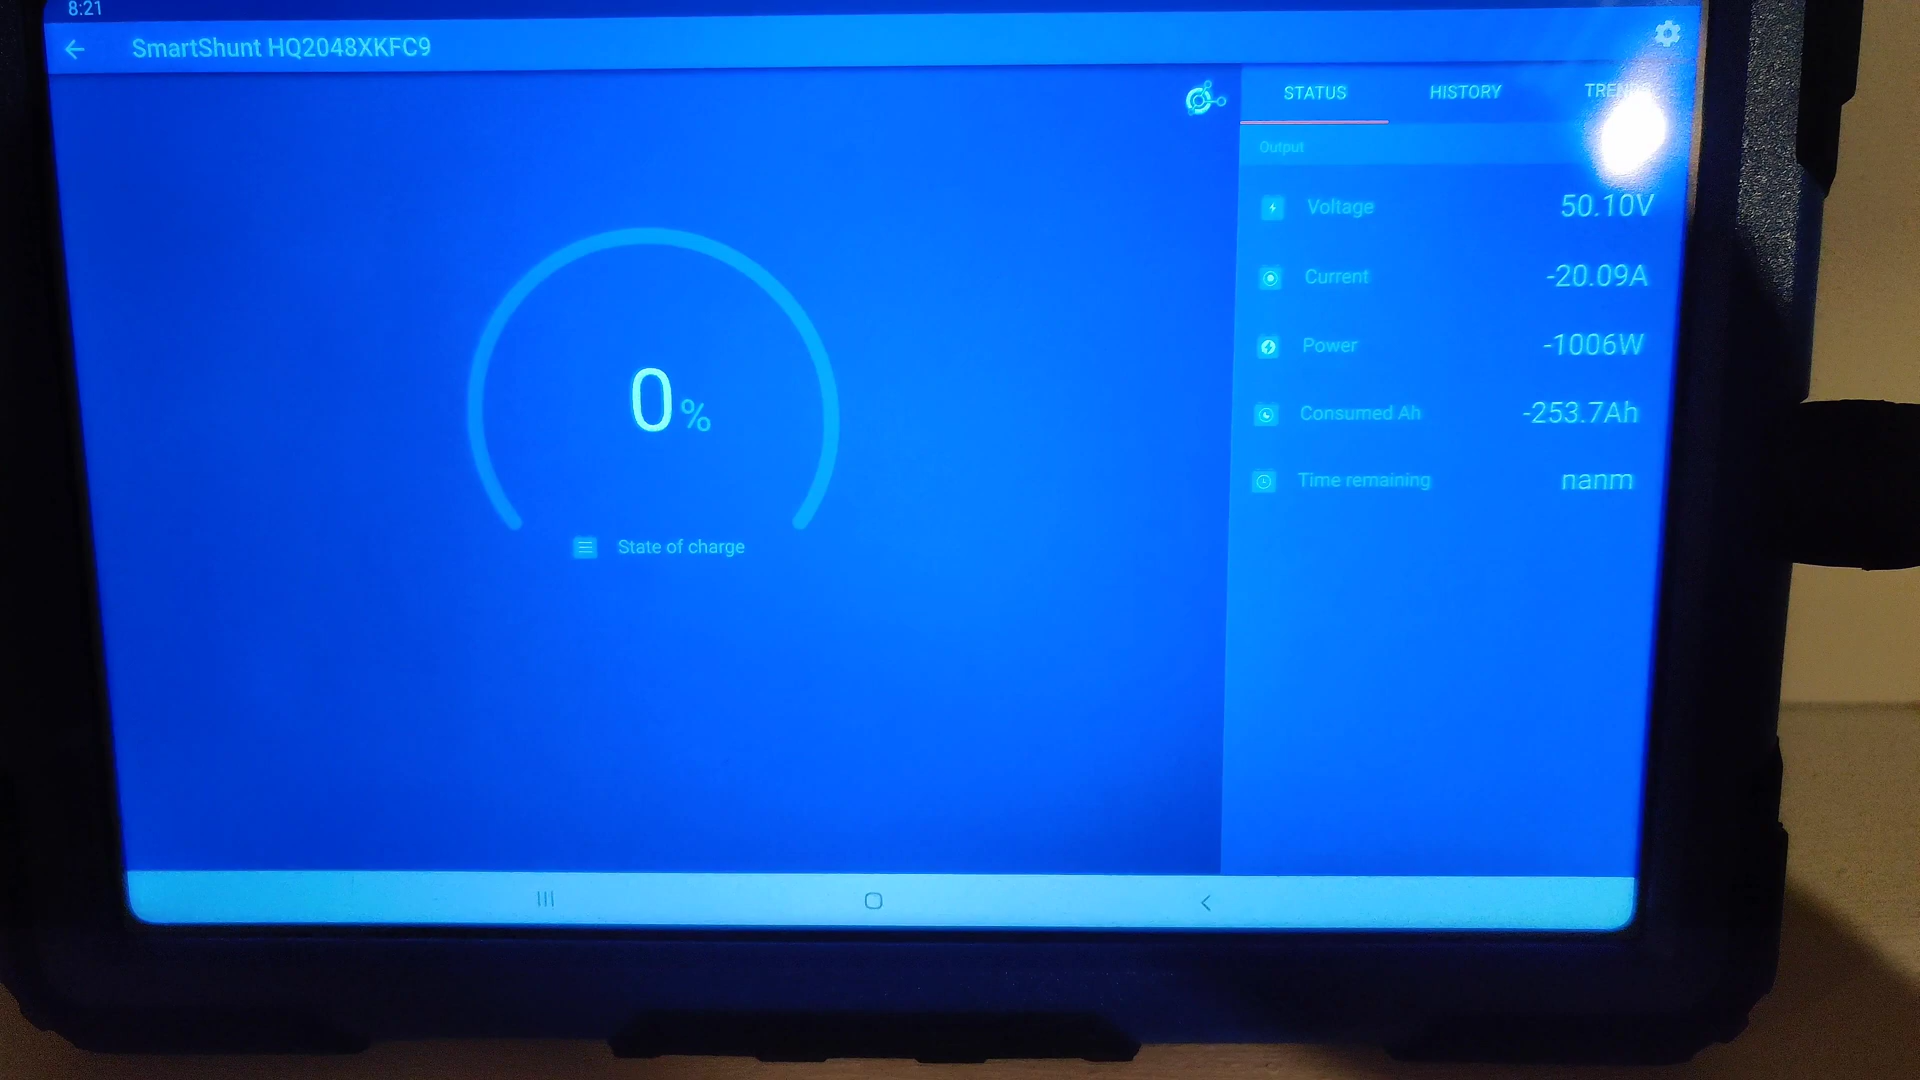 8:21
SmartShunt HQ2048XKFC9
STATUS HISTORY TRENDS
Output
Voltage 50.10V
Current -20.09A
Power -1006W
Consumed Ah -253.7Ah
Time remaining nanm
0%
State of charge